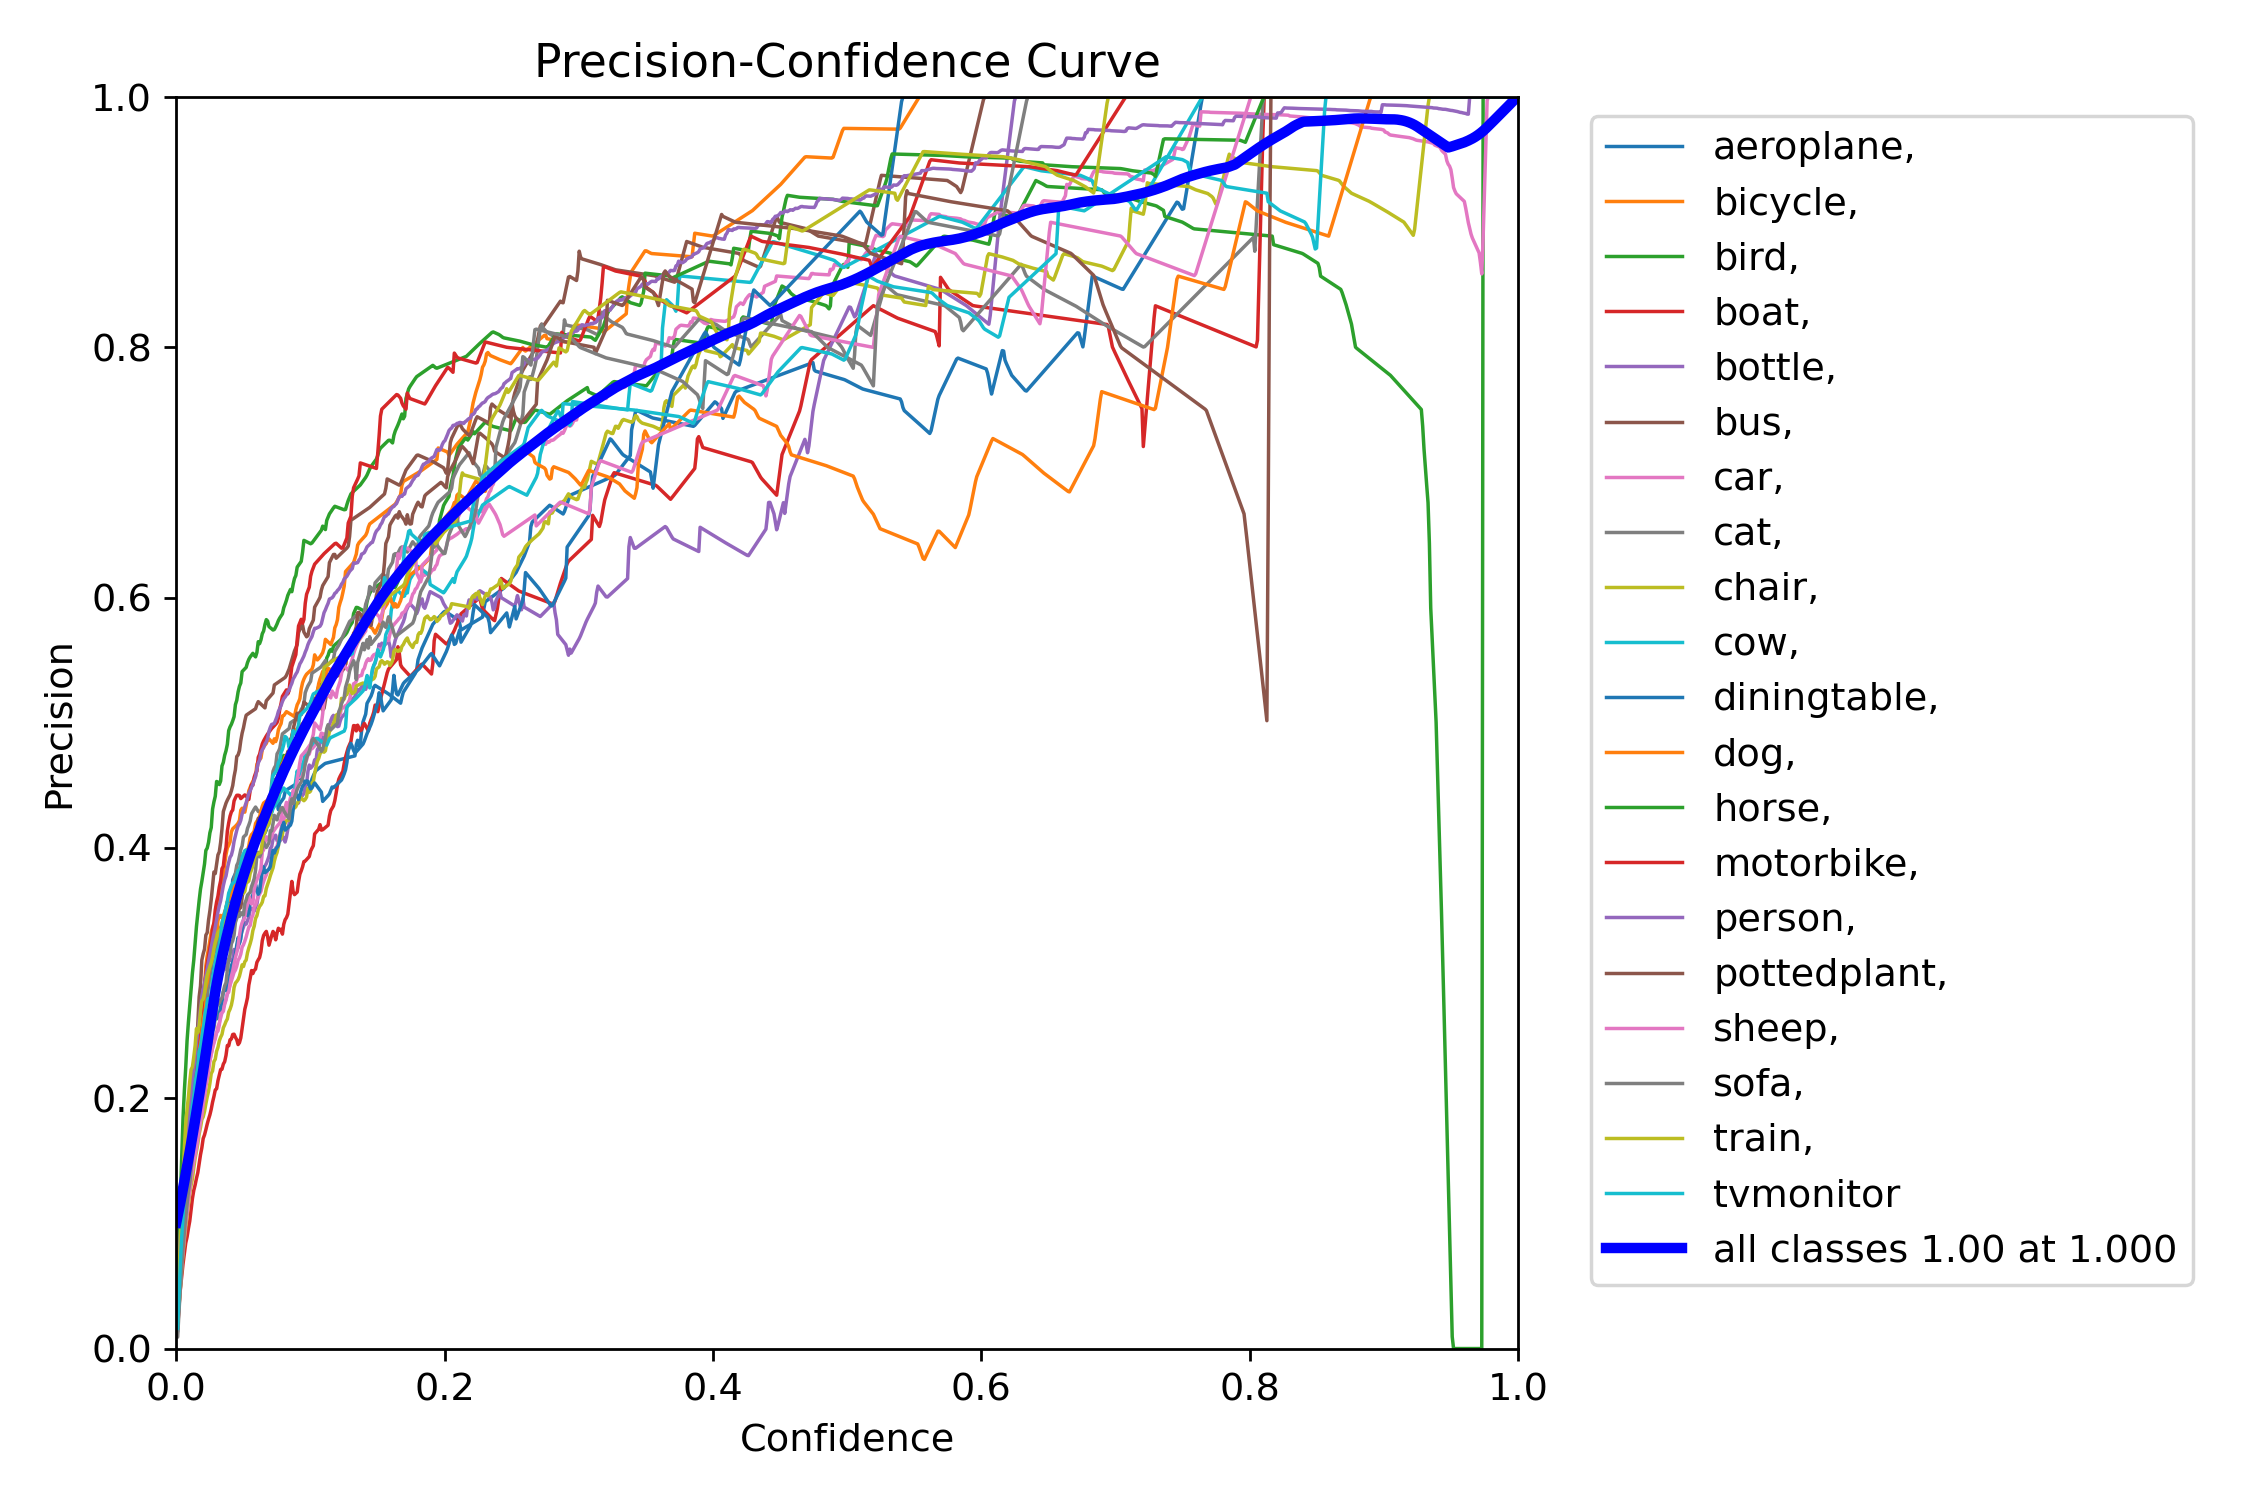 Precision-Confidence Curve
1.0
0.8
0.6
0.4
0.2
0.0
Precision
0.0 0.2 0.4 0.6 0.8 1.0
Confidence
aeroplane,
bicycle,
bird,
boat,
bottle,
bus,
car,
cat,
chair,
cow,
diningtable,
dog,
horse,
motorbike,
person,
pottedplant,
sheep,
sofa,
train,
tvmonitor
all classes 1.00 at 1.000